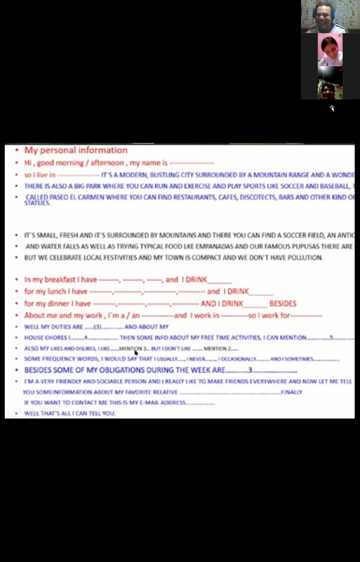 • My personal information
• Hi , good morning / afternoon , my name is ----------------
• so I live in --------------- IT´S A MODERN, BUSTLING CITY SURROUNDED BY A MOUNTAIN RANGE AND A WONDE
• THERE IS ALSO A BIG PARK WHERE YOU CAN RUN AND EXERCISE AND PLAY SPORTS LIKE SOCCER AND BASEBALL,
• CALLED PASEO EL CARMEN WHERE YOU CAN FIND RESTAURANTS, CAFES, DISCOTECTS, BARS AND OTHER KIND OF
STATUES.
• IT´S SMALL, FRESH AND IT´S SURROUNDED BY MOUNTAINS AND THERE YOU CAN FIND A SOCCER FIELD, AN ANTIC
• AND WATER FALLS AS WELL AS TRYING TYPICAL FOOD LIKE EMPANADAS AND OUR FAMOUS PUPUSAS THERE ARE
• BUT WE CELEBRATE LOCAL FESTIVITIES AND MY TOWN IS COMPACT AND WE DON´T HAVE POLLUTION.
• In my breakfast I have --------, -------, ------, and I DRINK______
• for my lunch I have ---------,----------,----------,---------- and I DRINK______
• for my dinner I have ---------,----------,----------,---------- AND I DRINK______ BESIDES
• About me and my work , I´m a / an -----------and I work in -----------so I work for------------
• WELL MY DUTIES ARE ......(3)............. AND ABOUT MY
• HOUSE CHORES I.......4.............. THEN SOME INFO ABOUT MY FREE TIME ACTIVITIES, I CAN MENTION...........5.......
• ALSO MY LIKES AND DISLIKES, I LIKE......MENTION 3... BUT I DON´T LIKE ...... MENTION 2.....
• SOME FREQUENCY WORDS, I WOULD SAY THAT I USUALLY......, I NEVER........, I OCCASIONALLY......... AND I SOMETIMES............
• BESIDES SOME OF MY OBLIGATIONS DURING THE WEEK ARE...........3....................
• I´M A VERY FRIENDLY AND SOCIABLE PERSON AND I REALLY LIKE TO MAKE FRIENDS EVERYWHERE AND NOW LET ME TELL
YOU SOMEINFORMATION ABOUT MY FAVORITE RELATIVE ..................................................FINALLY
• IF YOU WANT TO CONTACT ME THIS IS MY E-MAIL ADDRESS...............
• WELL THAT´S ALL I CAN TELL YOU.